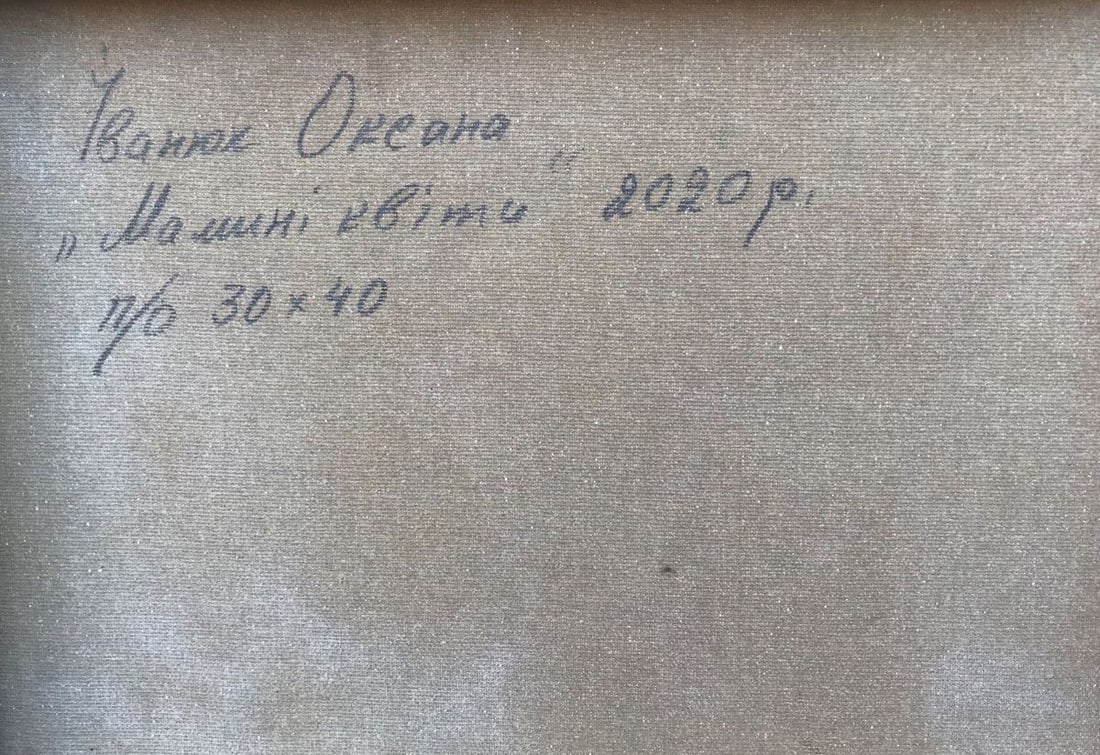 Іванюк Оксана
„Мамині квіти" 2020р.
п/о 30×40